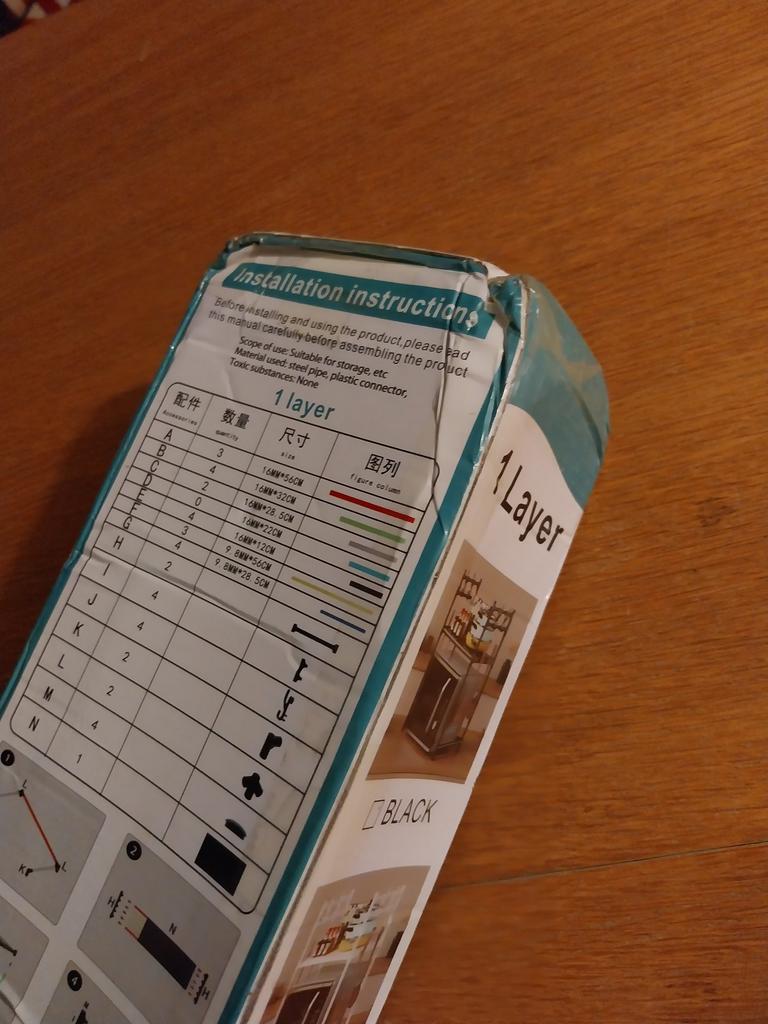 Installation instructions
Before installing and using the product,please ead
this manual carefully before assembling the product
Scope of use: Suitable for storage, etc
Material used: steel pipe, plastic connector,
Toxic substances: None
1 layer
配件 数量 尺寸 图列
Accessories quantity size figure column
A 3 16MM*56CM
B 4 16MM*32CM
C 2 16MM*28.5CM
D 0 16MM*22CM
E 4 16MM*12CM
F 3 9.8MM*56CM
G 4 9.8MM*28.5CM
H 2
I 4
J 4
K 2
L 2
M 4
N 1
1
L
K L
2
H N H
4
1 Layer
BLACK